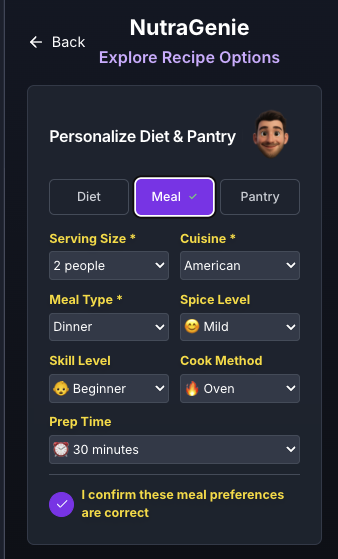 NutraGenie
← Back
Explore Recipe Options
Personalize Diet & Pantry
Diet
Meal ✓
Pantry
Serving Size *
Cuisine *
2 people
American
Meal Type *
Spice Level
Dinner
😊 Mild
Skill Level
Cook Method
👶 Beginner
🔥 Oven
Prep Time
⏰ 30 minutes
I confirm these meal preferences
are correct